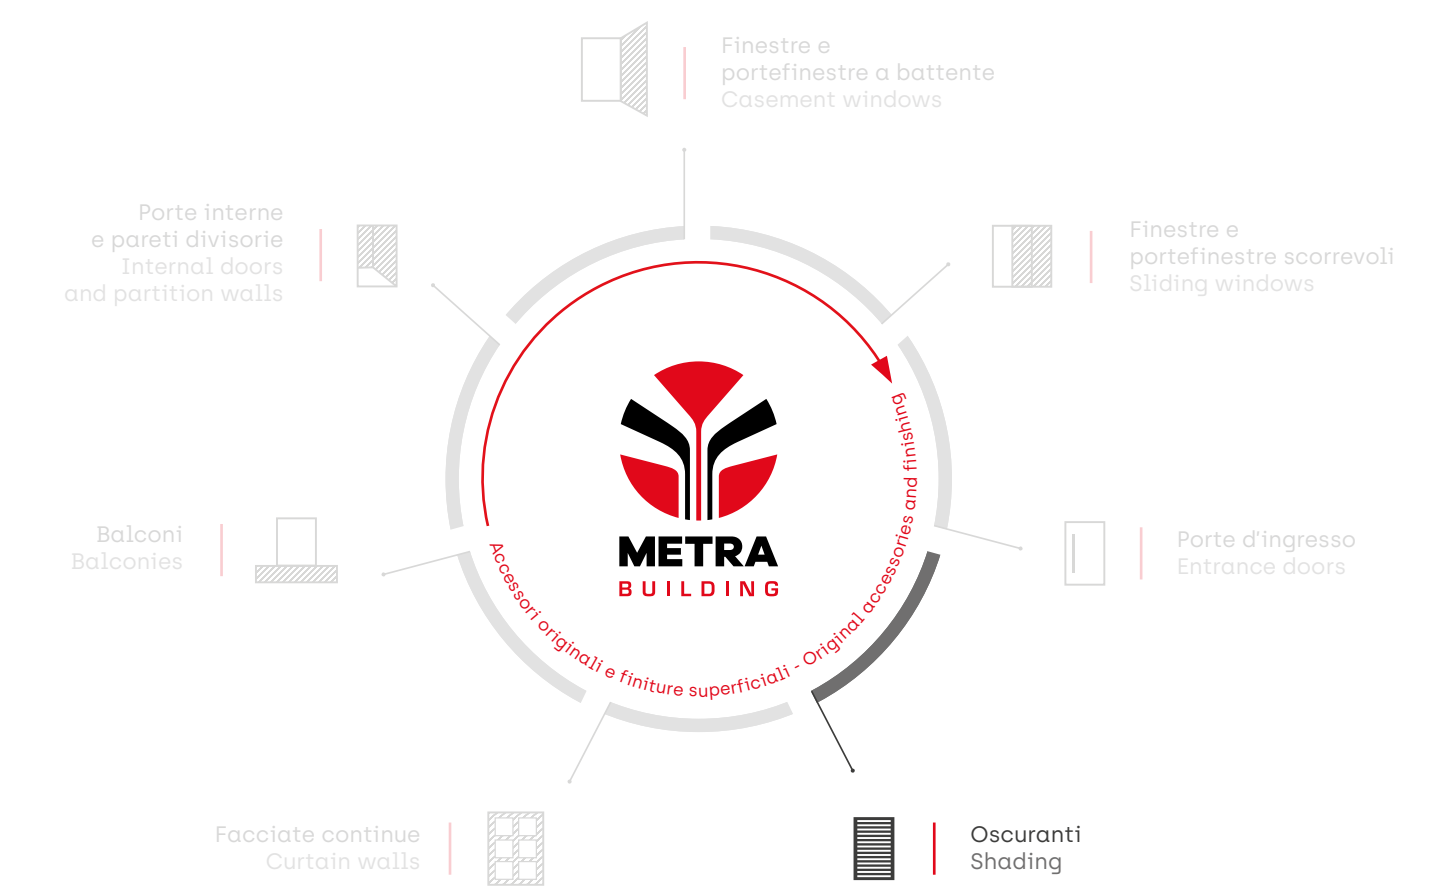 Finestre e
portefinestre a battente
Casement windows
Porte interne
e pareti divisorie
Internal doors
and partition walls
Finestre e
portefinestre scorrevoli
Sliding windows
METRA
BUILDING
Accessori originali e finiture superficiali - Original accessories and finishing
Balconi
Balconies
Porte d'ingresso
Entrance doors
Facciate continue
Curtain walls
Oscuranti
Shading